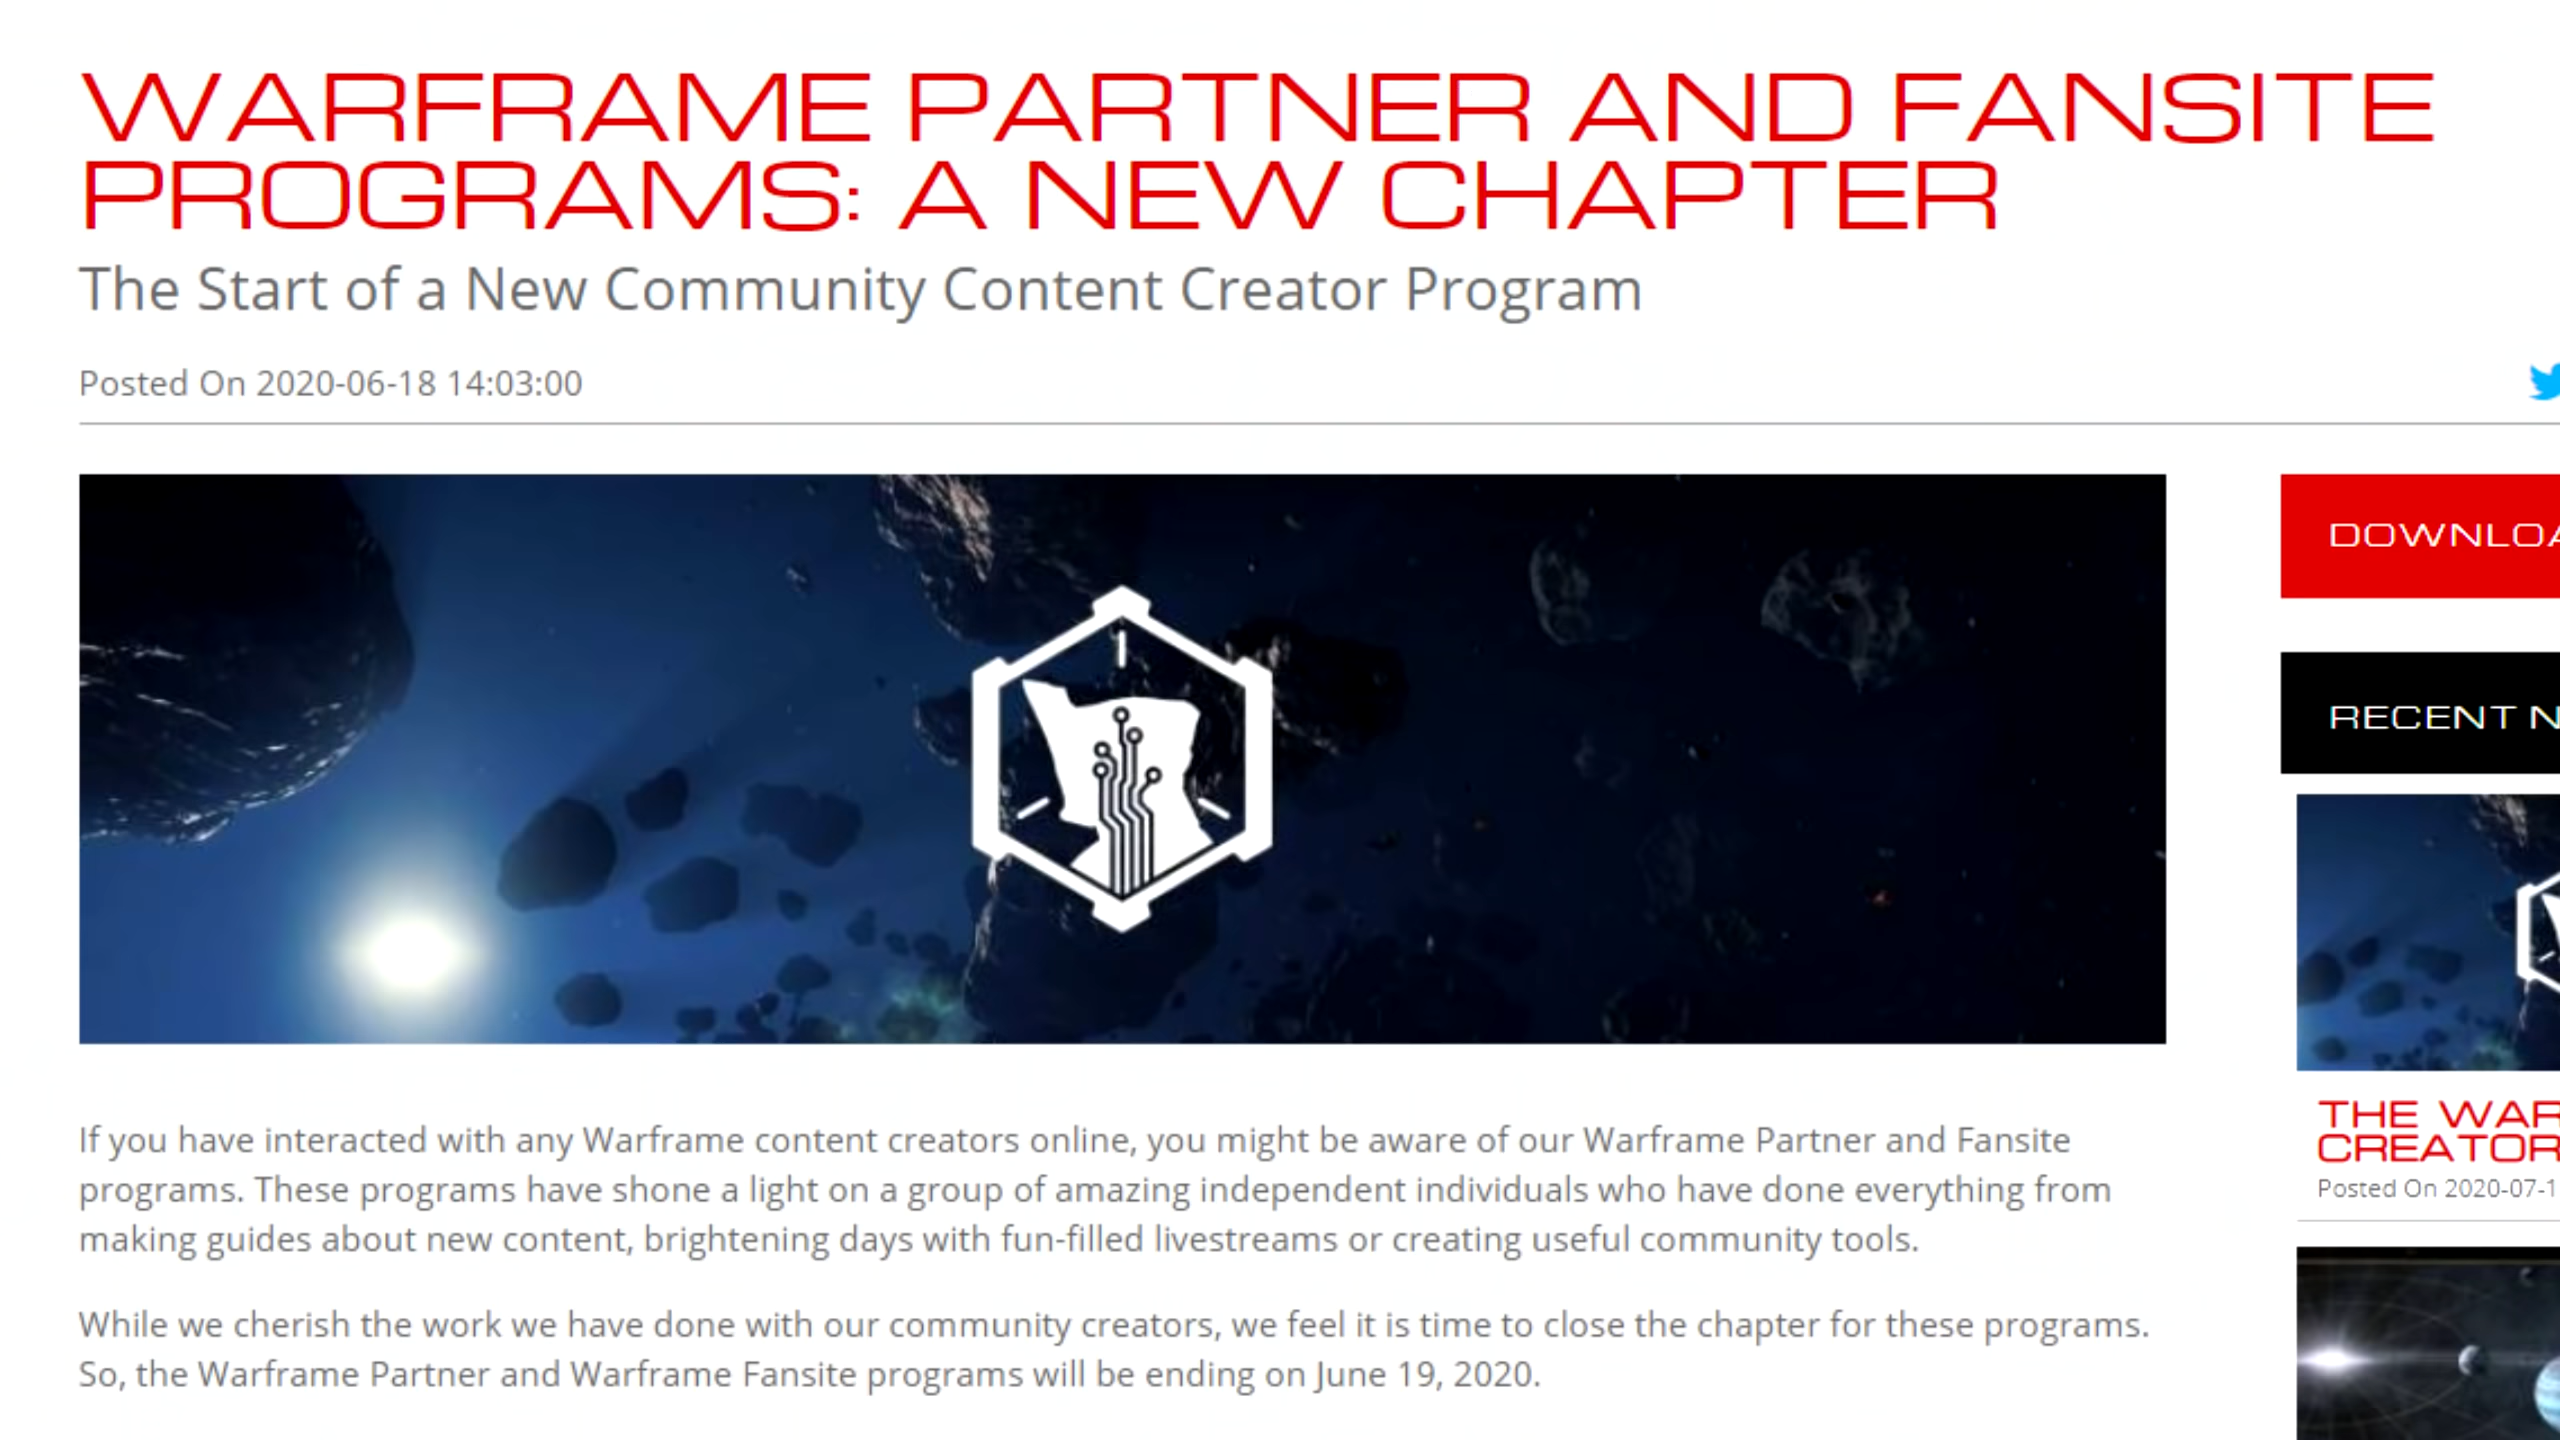 WARFRAME PARTNER AND FANSITE
PROGRAMS: A NEW CHAPTER
The Start of a New Community Content Creator Program
Posted On 2020-06-18 14:03:00
If you have interacted with any Warframe content creators online, you might be aware of our Warframe Partner and Fansite
programs. These programs have shone a light on a group of amazing independent individuals who have done everything from
making guides about new content, brightening days with fun-filled livestreams or creating useful community tools.
While we cherish the work we have done with our community creators, we feel it is time to close the chapter for these programs.
So, the Warframe Partner and Warframe Fansite programs will be ending on June 19, 2020.
RECENT
THE
Posted On